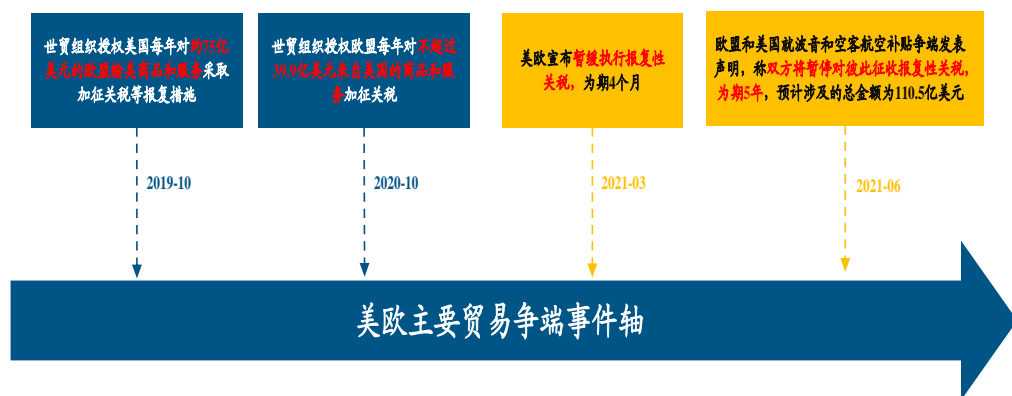 世贸组织授权美国每年对约75亿
美元的欧盟输美商品和服务采取
加征关税等报复措施
世贸组织授权欧盟每年对不超过
39.9亿美元来自美国的商品和服
务加征关税
美欧宣布暂缓执行报复性
关税，为期4个月
欧盟和美国就波音和空客航空补贴争端发表
声明，称双方将暂停对彼此征收报复性关税，
为期5年，预计涉及的总金额为110.5亿美元
2019-10
2020-10
2021-03
2021-06
美欧主要贸易争端事件轴